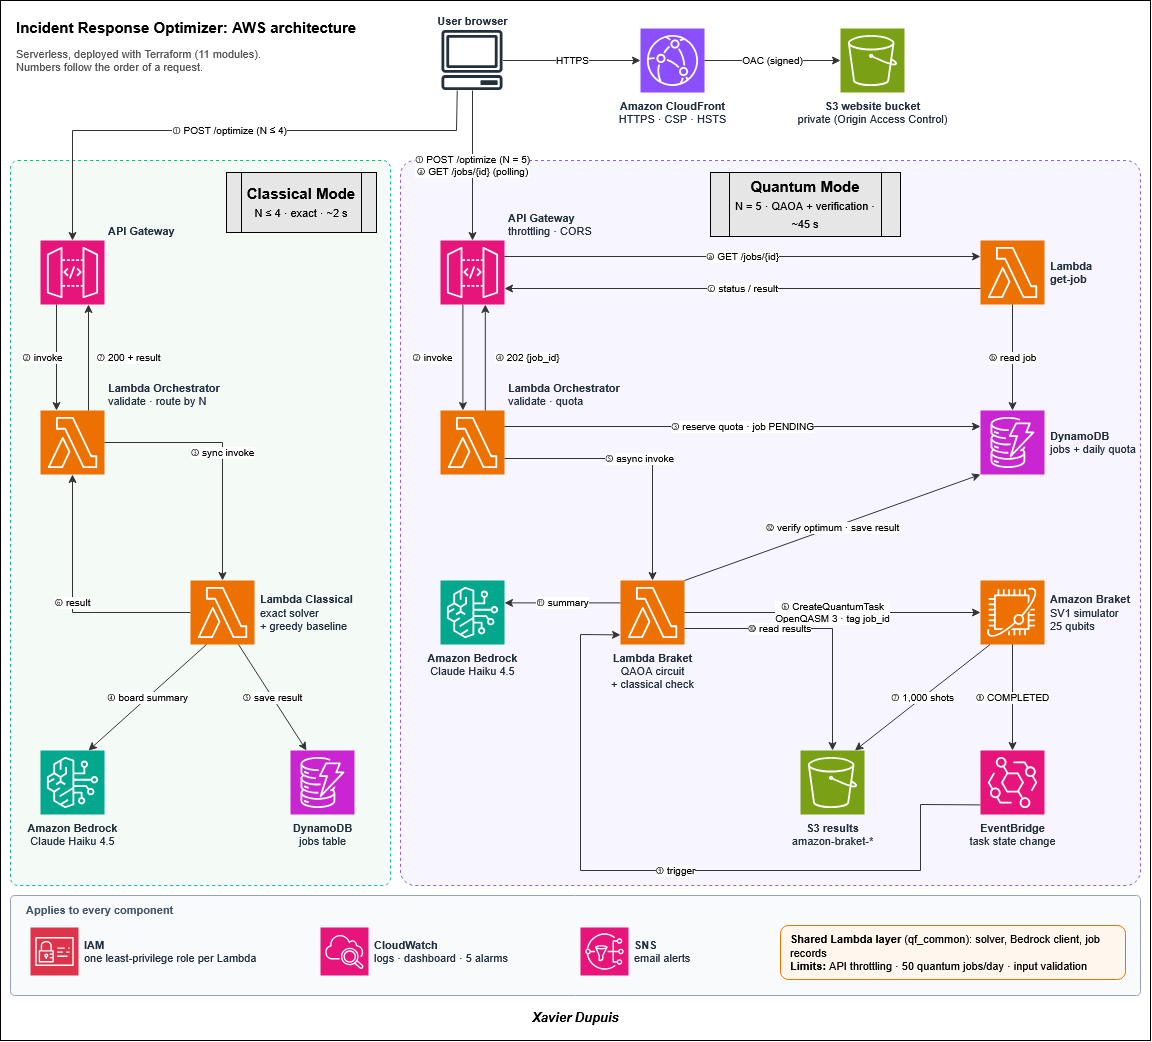 Incident Response Optimizer: AWS architecture
Serverless, deployed with Terraform (11 modules).
Numbers follow the order of a request.
User browser
HTTPS
OAC (signed)
Amazon CloudFront
HTTPS · CSP · HSTS
S3 website bucket
private (Origin Access Control)
① POST /optimize (N ≤ 4)
① POST /optimize (N = 5)
GET /jobs/{id} (polling)
Classical Mode
N ≤ 4 · exact · ~2 s
API Gateway
② invoke
⑦ 200 + result
Lambda Orchestrator
validate · route by N
③ sync invoke
⑥ result
Lambda Classical
exact solver
+ greedy baseline
④ board summary
⑤ save result
Amazon Bedrock
Claude Haiku 4.5
DynamoDB
jobs table
Quantum Mode
N = 5 · QAOA + verification ·
~45 s
API Gateway
throttling · CORS
GET /jobs/{id}
status / result
Lambda
get-job
② invoke
④ 202 {job_id}
read job
Lambda Orchestrator
validate · quota
③ reserve quota · job PENDING
DynamoDB
jobs + daily quota
⑤ async invoke
⑫ verify optimum · save result
⑪ summary
⑥ CreateQuantumTask
OpenQASM 3 · tag job_id
⑩ read results
Amazon Braket
SV1 simulator
25 qubits
Amazon Bedrock
Claude Haiku 4.5
Lambda Braket
QAOA circuit
+ classical check
⑦ 1,000 shots
⑧ COMPLETED
S3 results
amazon-braket-*
EventBridge
task state change
⑨ trigger
Applies to every component
IAM
one least-privilege role per Lambda
CloudWatch
logs · dashboard · 5 alarms
SNS
email alerts
Shared Lambda layer (qf_common): solver, Bedrock client, job
records
Limits: API throttling · 50 quantum jobs/day · input validation
Xavier Dupuis